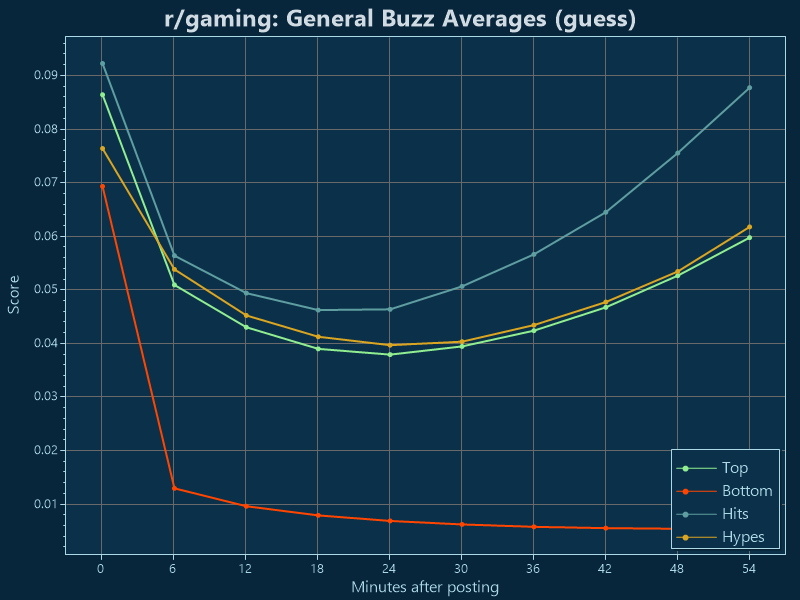 r/gaming: General Buzz Averages (guess)
0.09
0.08
0.07
0.06
0.05
0.04
0.03
0.02
0.01
Score
Top
Bottom
Hits
Hypes
0 6 12 18 24 30 36 42 48 54
Minutes after posting